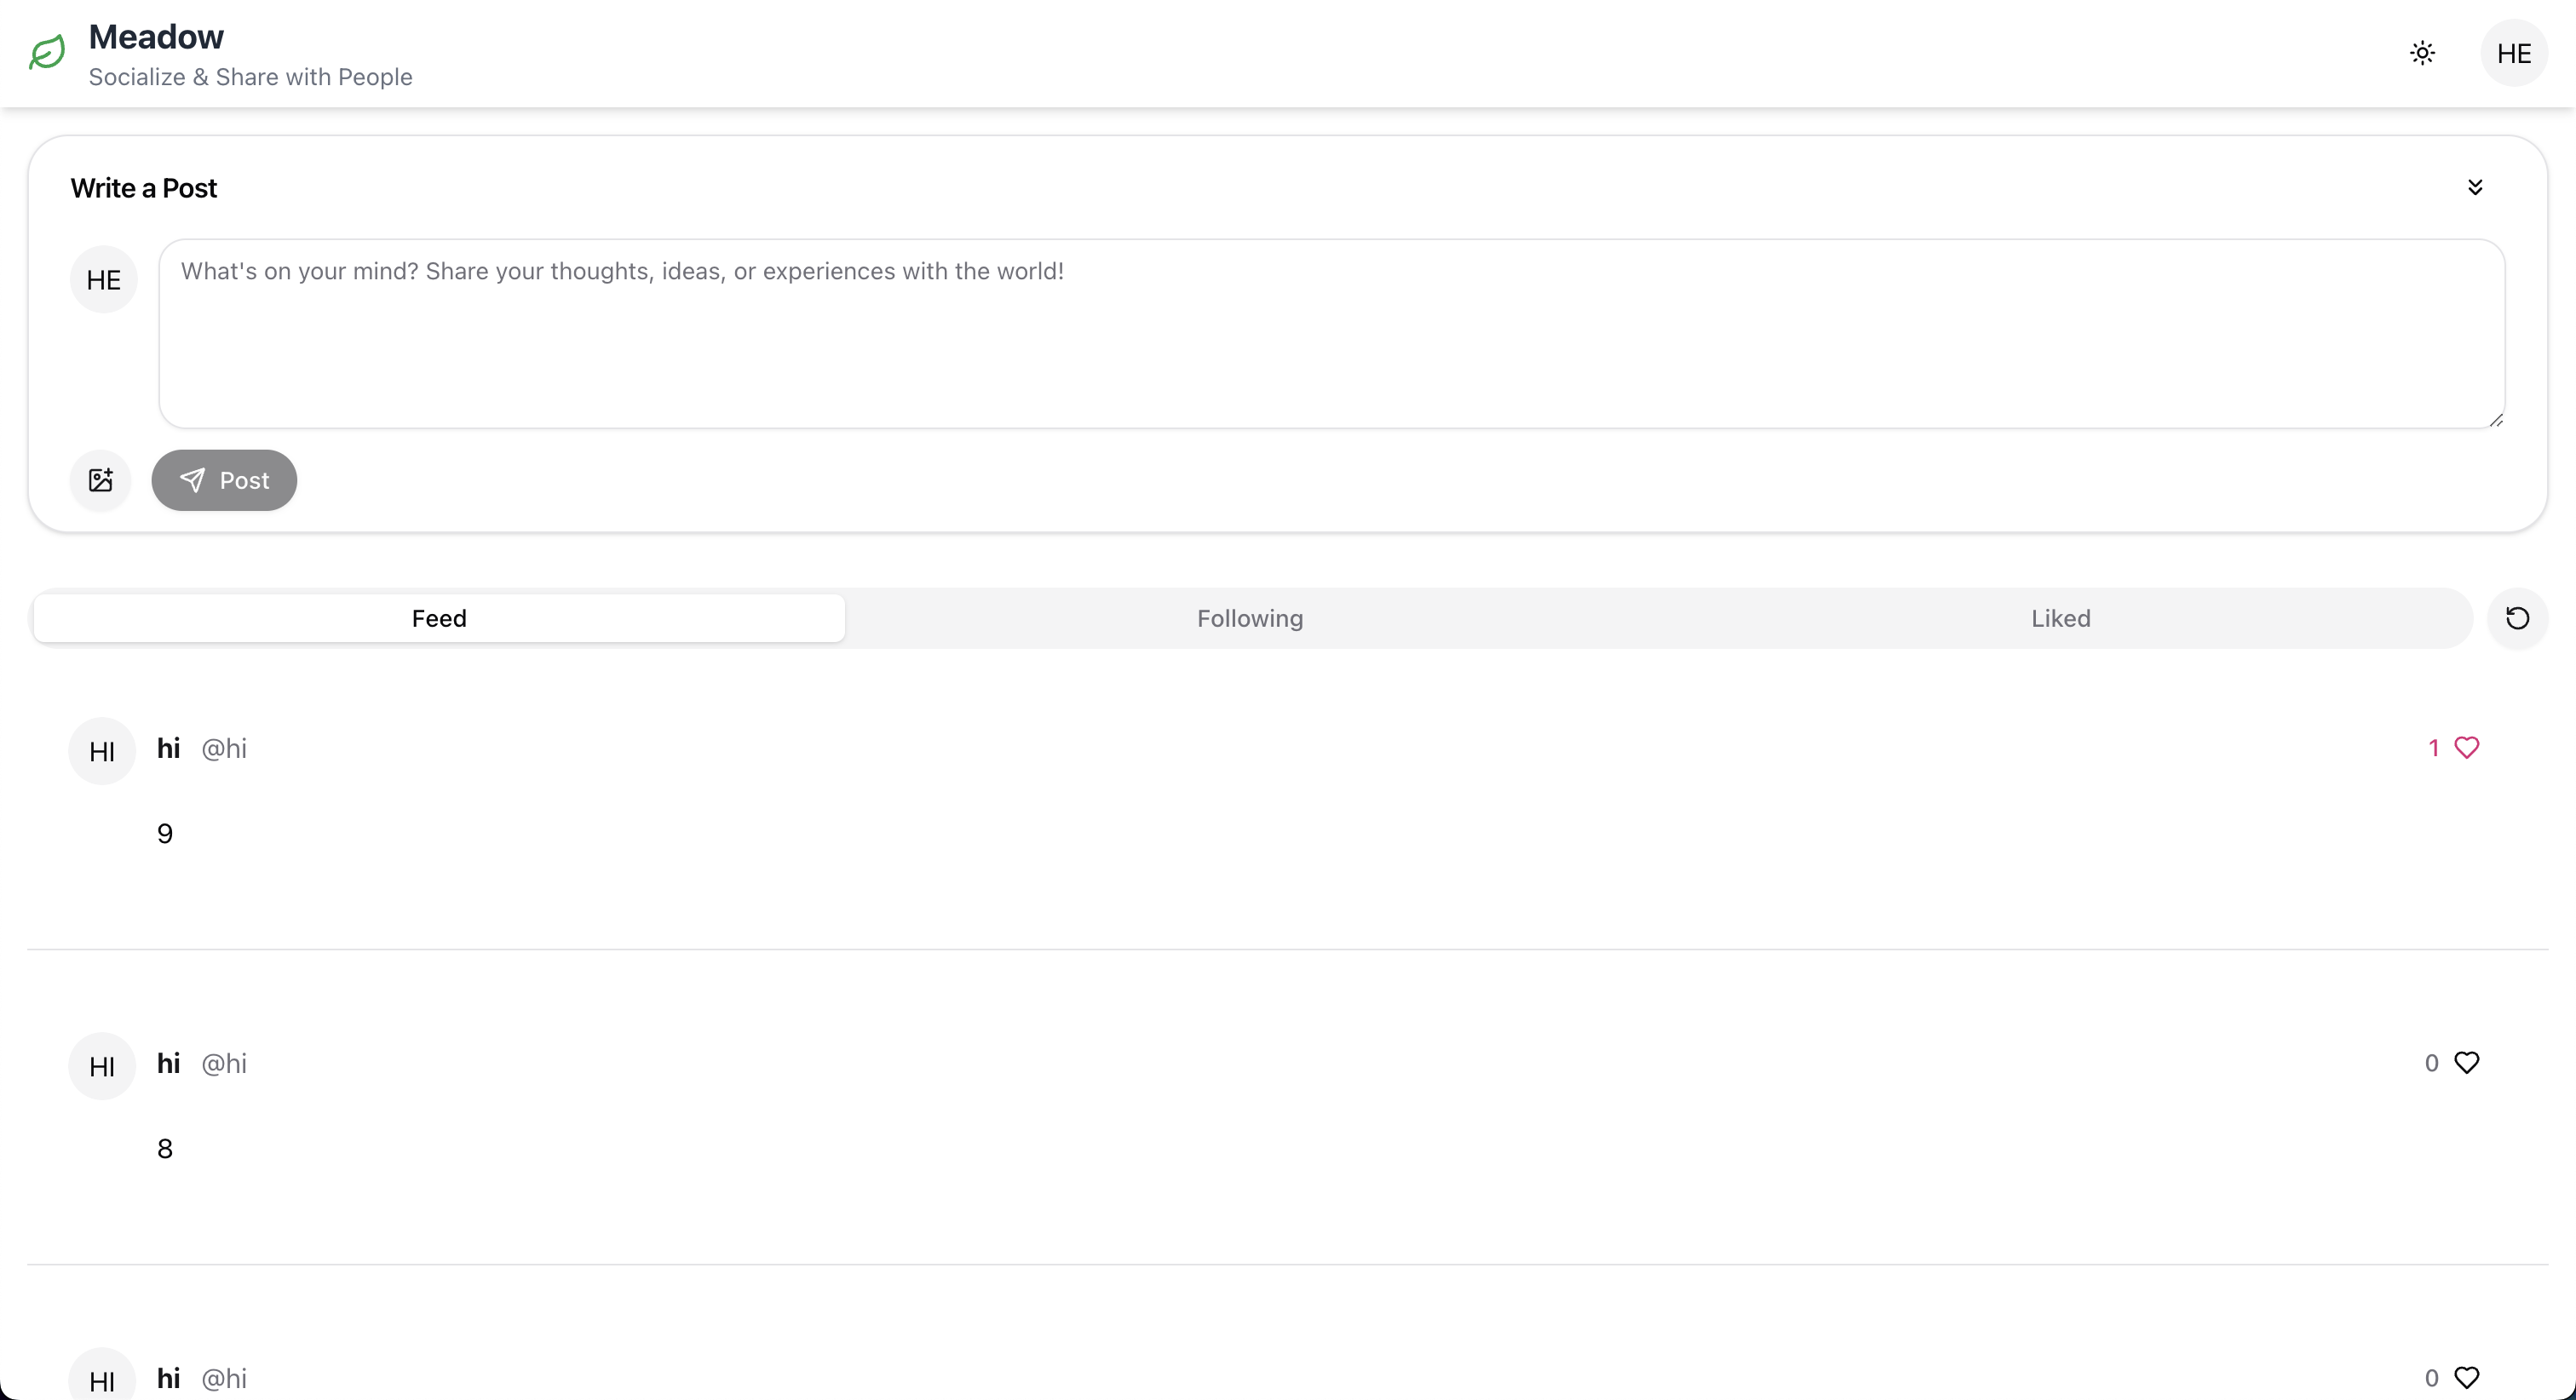 Meadow
Socialize & Share with People
HE
Write a Post
HE
What's on your mind? Share your thoughts, ideas, or experiences with the world!
Post
Feed
Following
Liked
HI
hi @hi
1
9
HI
hi @hi
0
8
HI
hi @hi
0